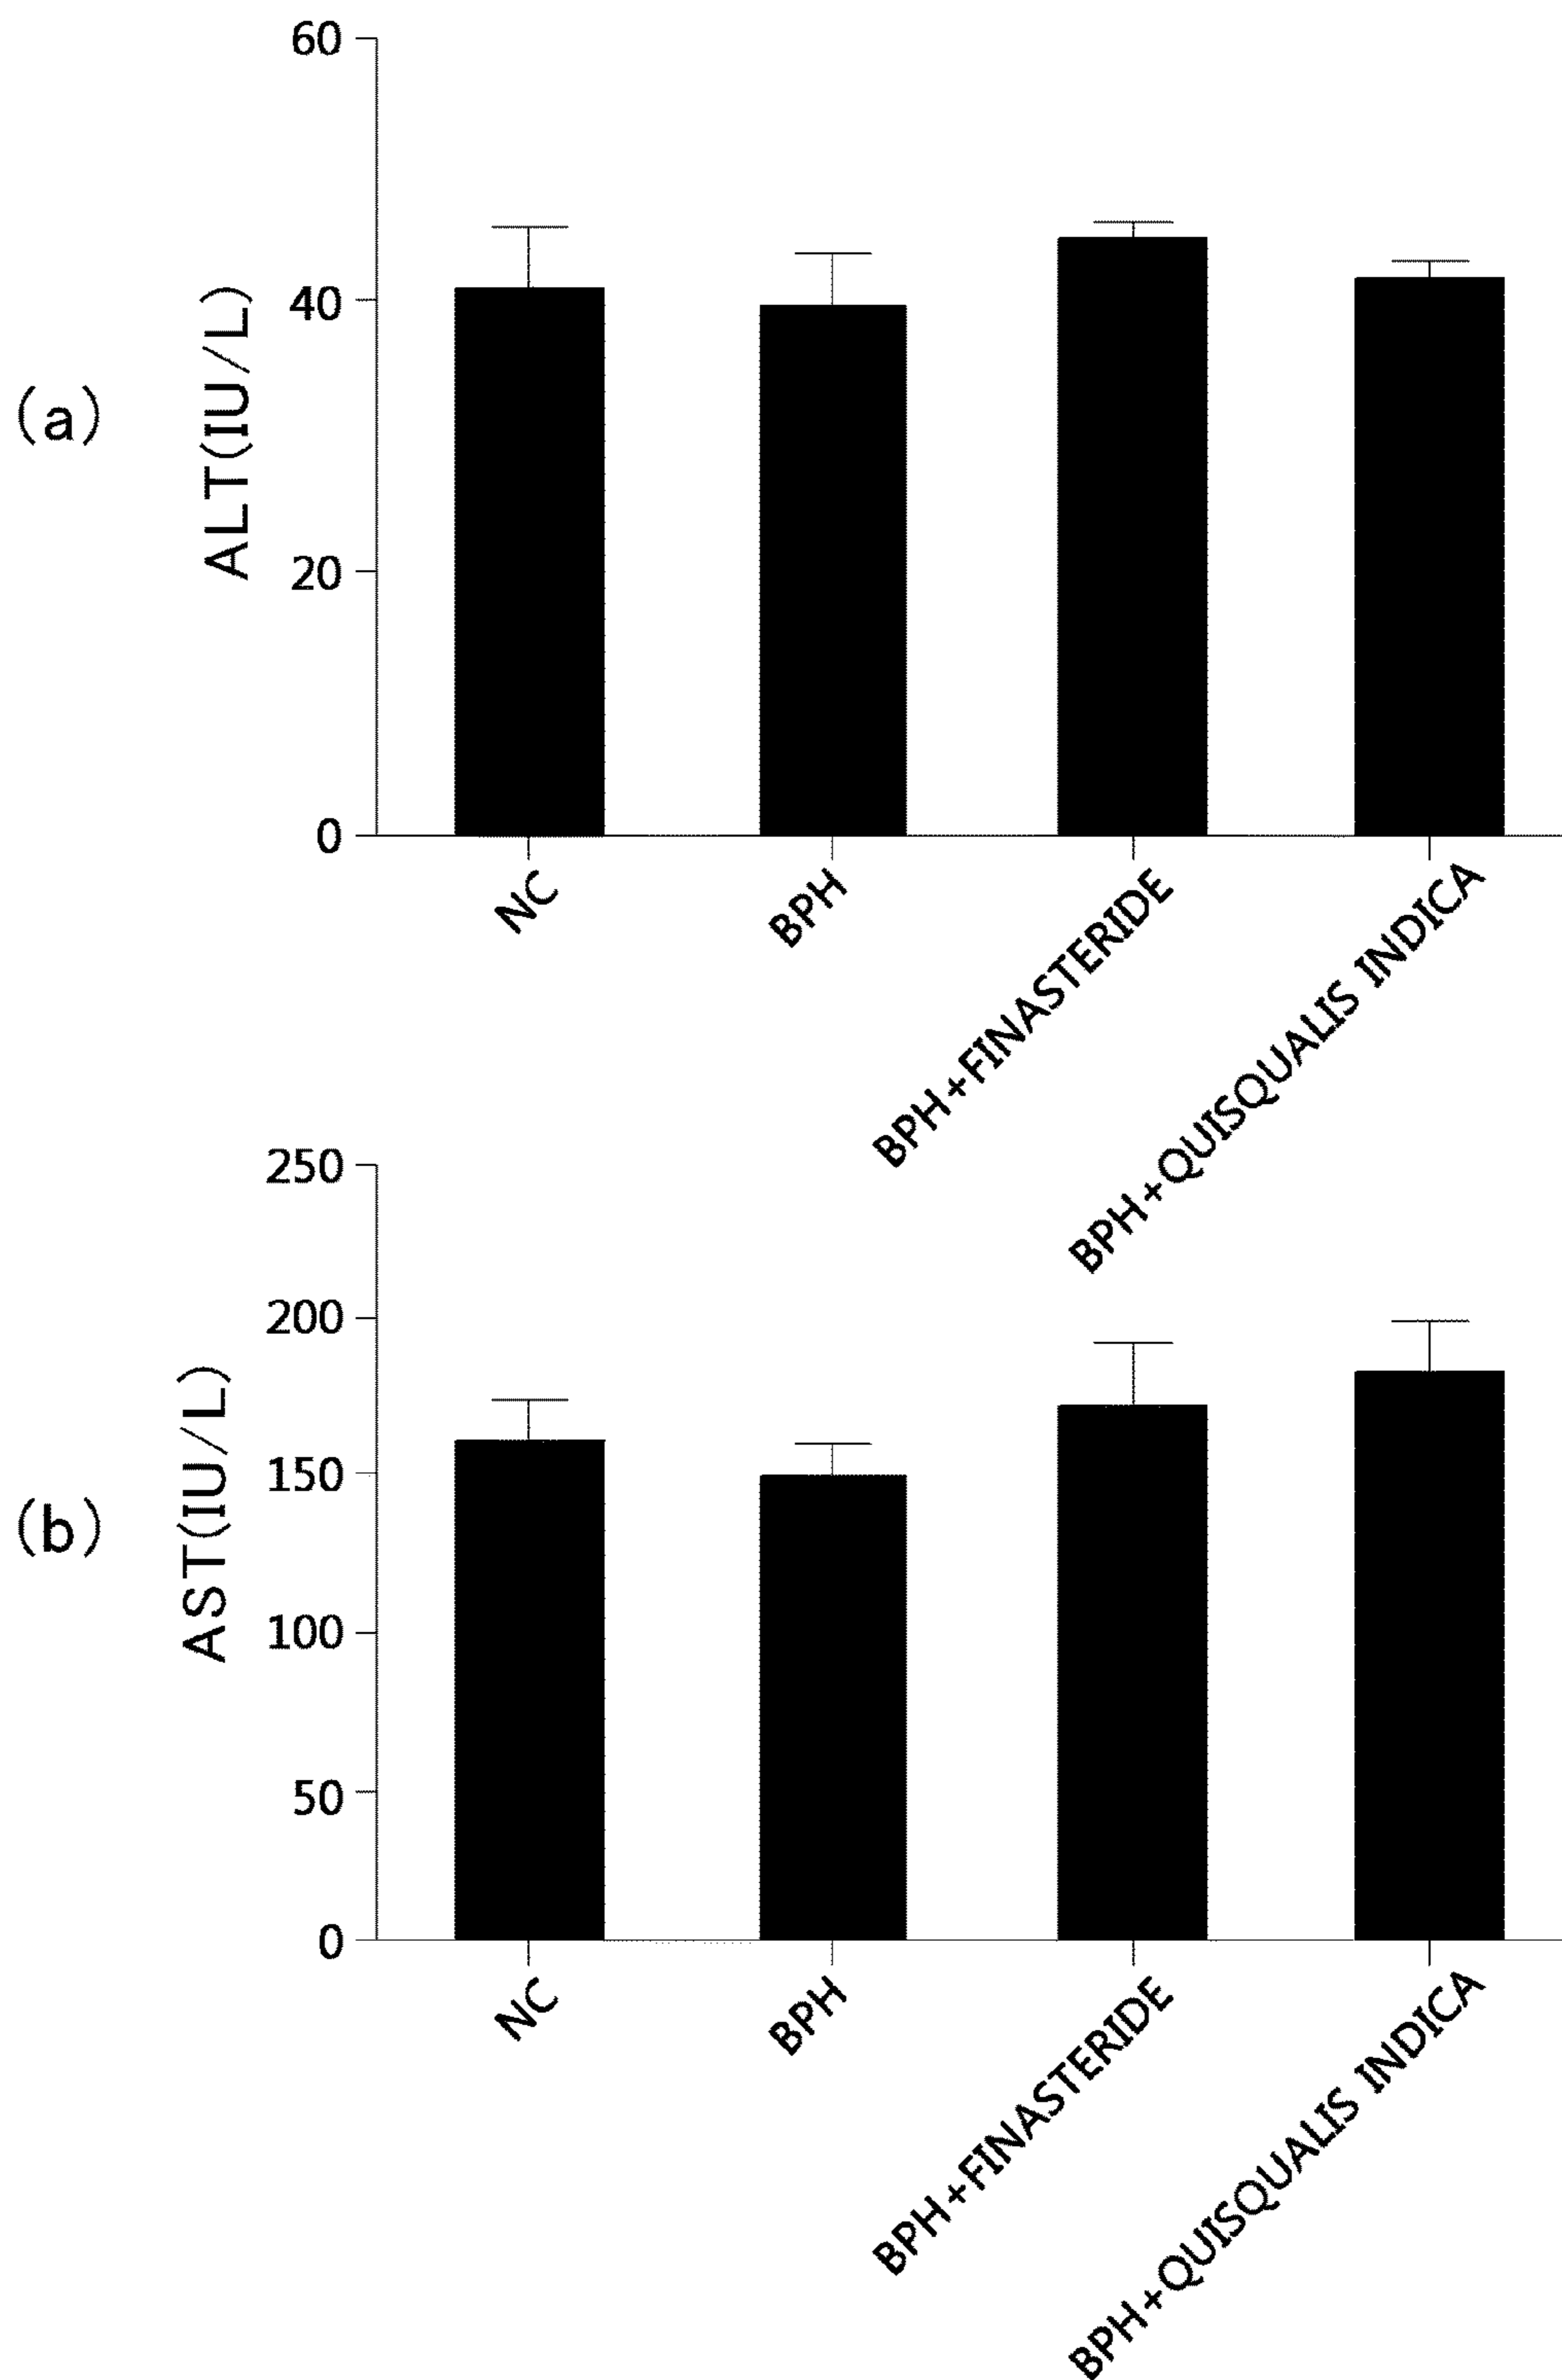 (a)
ALT(IU/L)
60
40
20
0
NC
BPH
BPH+FINASTERIDE
BPH+QUISQUALIS INDICA
(b)
AST(IU/L)
250
200
150
100
50
0
NC
BPH
BPH+FINASTERIDE
BPH+QUISQUALIS INDICA